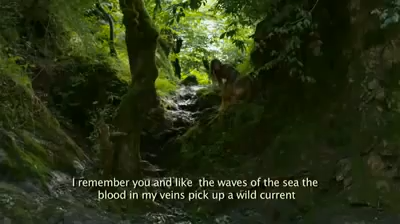 I remember you and like  the waves of the sea the
blood in my veins pick up a wild current